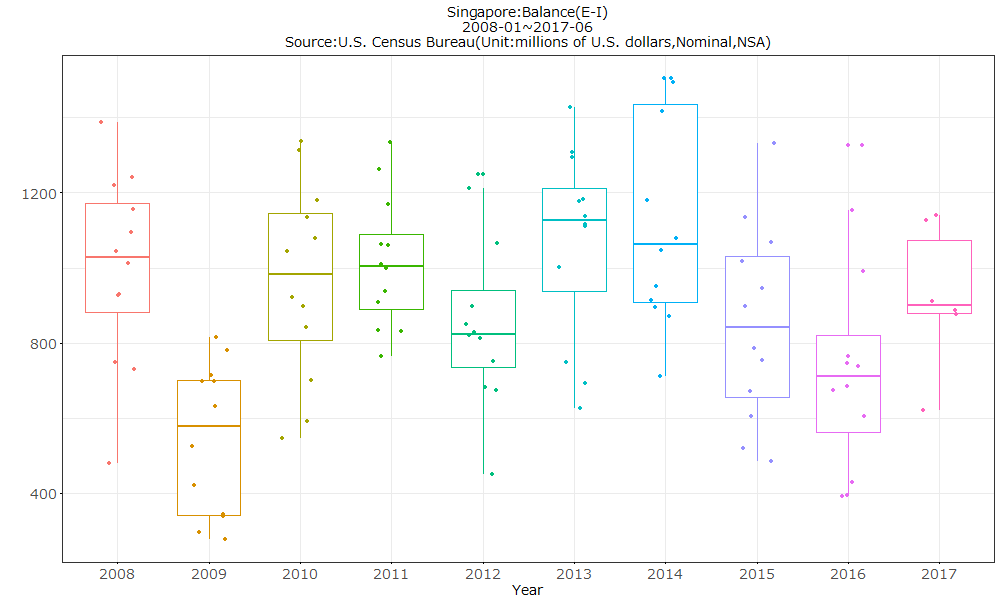 Singapore:Balance(E-I)
2008-01~2017-06
Source:U.S. Census Bureau(Unit:millions of U.S. dollars,Nominal,NSA)
1200
800
400
2008 2009 2010 2011 2012 2013 2014 2015 2016 2017
Year